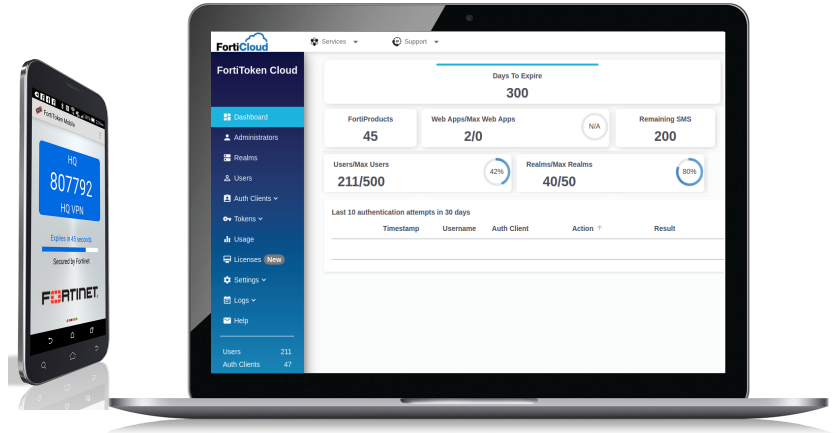 FortiToken Mobile
HQ
807792
HQ VPN
Expires in 45 seconds
Secured by Fortinet
FORTINET
FortiCloud
Services
Support
FortiToken Cloud
Dashboard
Administrators
Realms
Users
Auth Clients
Tokens
Usage
Licenses New
Settings
Logs
Help
Users 211
Auth Clients 47
Days To Expire
300
FortiProducts
45
Web Apps/Max Web Apps
2/0
N/A
Remaining SMS
200
Users/Max Users
211/500
42%
Realms/Max Realms
40/50
80%
Last 10 authentication attempts in 30 days
Timestamp Username Auth Client Action ↑ Result